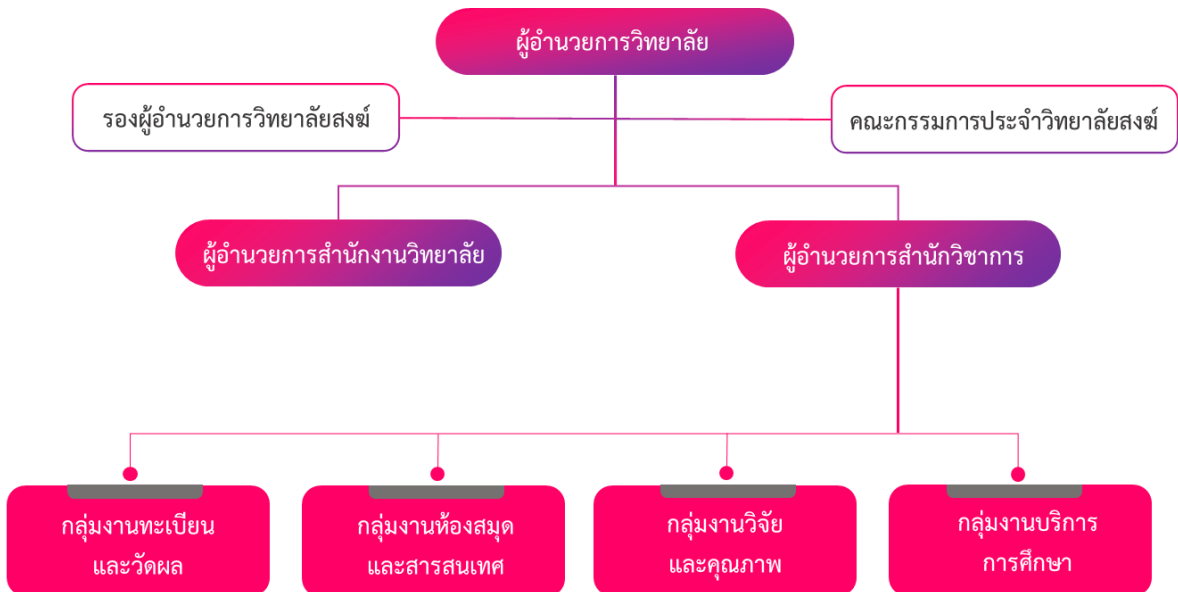 ผู้อำนวยการวิทยาลัย
รองผู้อำนวยการวิทยาลัยสงฆ์
คณะกรรมการประจำวิทยาลัยสงฆ์
ผู้อำนวยการสำนักงานวิทยาลัย
ผู้อำนวยการสำนักวิชาการ
กลุ่มงานทะเบียน
และวัดผล
กลุ่มงานห้องสมุด
และสารสนเทศ
กลุ่มงานวิจัย
และคุณภาพ
กลุ่มงานบริการ
การศึกษา